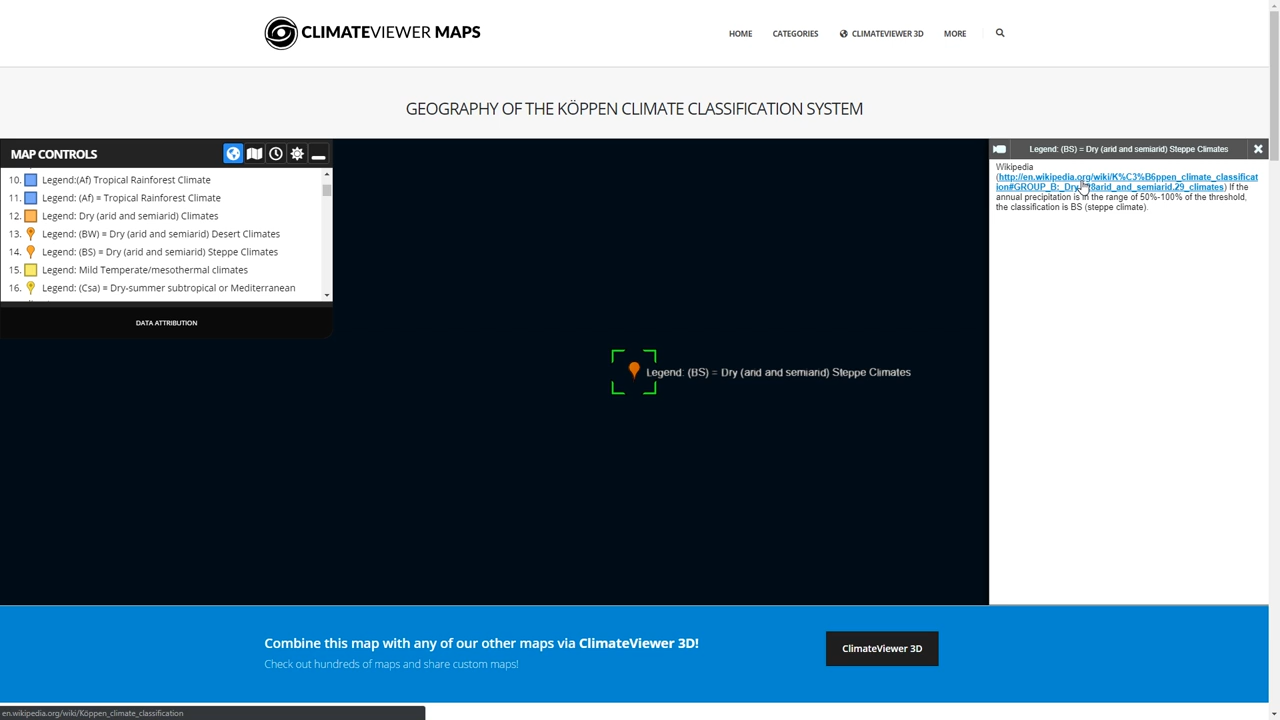 CLIMATEVIEWER MAPS
HOME
CATEGORIES
CLIMATEVIEWER 3D
MORE
GEOGRAPHY OF THE KÖPPEN CLIMATE CLASSIFICATION SYSTEM
MAP CONTROLS
10. Legend:(Af) Tropical Rainforest Climate
11. Legend: (Af) = Tropical Rainforest Climate
12. Legend: Dry (arid and semiarid) Climates
13. Legend: (BW) = Dry (arid and semiarid) Desert Climates
14. Legend: (BS) = Dry (arid and semiarid) Steppe Climates
15. Legend: Mild Temperate/mesothermal climates
16. Legend: (Csa) = Dry-summer subtropical or Mediterranean
DATA ATTRIBUTION
Legend: (BS) = Dry (arid and semiarid) Steppe Climates
Legend: (BS) = Dry (arid and semiarid) Steppe Climates
Wikipedia
(http://en.wikipedia.org/wiki/K%C3%B6ppen_climate_classificat
ion#GROUP_B:_Dry_.28arid_and_semiarid.29_climates) If the
annual precipitation is in the range of 50%-100% of the threshold,
the classification is BS (steppe climate).
Combine this map with any of our other maps via ClimateViewer 3D!
Check out hundreds of maps and share custom maps!
ClimateViewer 3D
en.wikipedia.org/wiki/Köppen_climate_classification